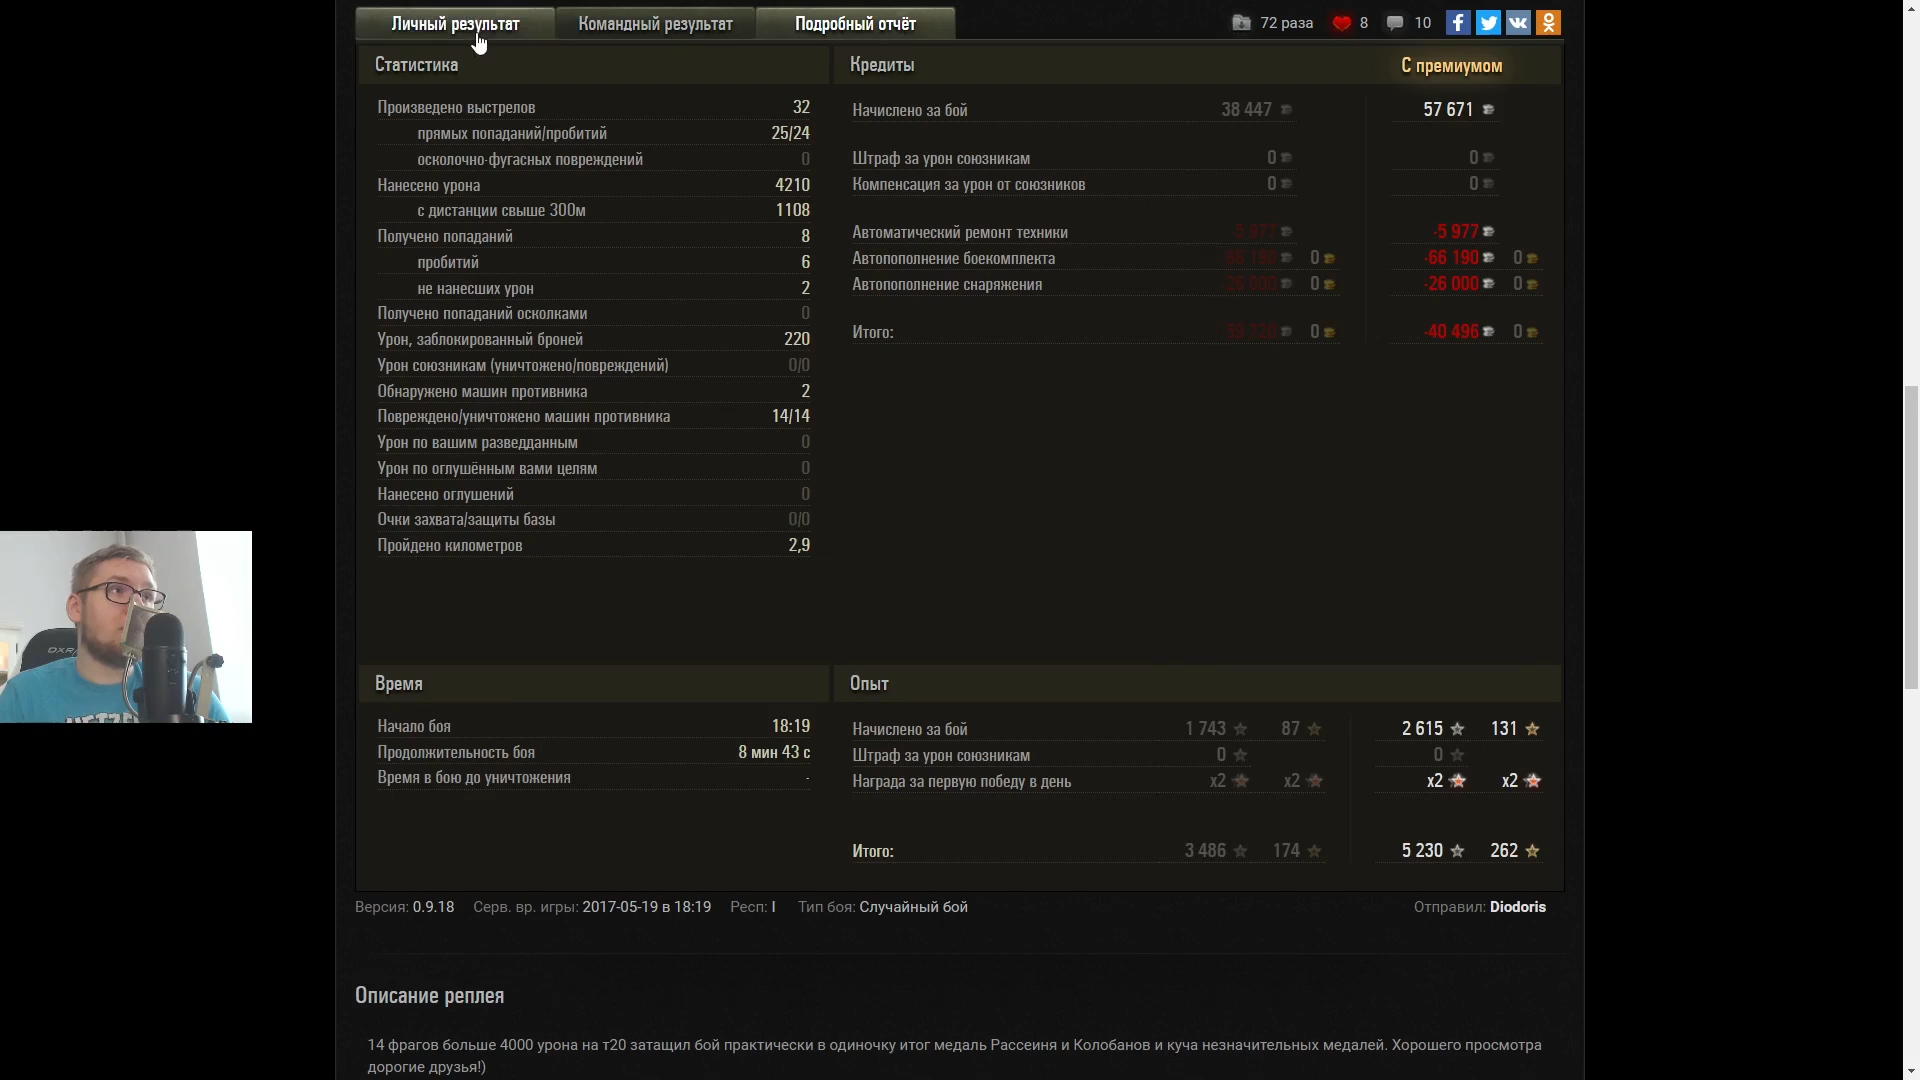 Личный результат
Командный результат
Подробный отчёт
72 раза
8
10
Статистика
Произведено выстрелов 32
прямых попаданий/пробитий 25/24
осколочно-фугасных повреждений 0
Нанесено урона 4210
с дистанции свыше 300м 1108
Получено попаданий 8
пробитий 6
не нанесших урон 2
Получено попаданий осколками 0
Урон, заблокированный броней 220
Урон союзникам (уничтожено/повреждений) 0/0
Обнаружено машин противника 2
Повреждено/уничтожено машин противника 14/14
Урон по вашим разведданным 0
Урон по оглушённым вами целям 0
Нанесено оглушений 0
Очки захвата/защиты базы 0/0
Пройдено километров 2,9
Кредиты С премиумом
Начислено за бой 38 447 57 671
Штраф за урон союзникам 0 0
Компенсация за урон от союзников 0 0
Автоматический ремонт техники -5 977 -5 977
Автопополнение боекомплекта -66 190 0 -66 190 0
Автопополнение снаряжения -26 000 0 -26 000 0
Итого: 0 -40 496 0
Время
Начало боя 18:19
Продолжительность боя 8 мин 43 с
Время в бою до уничтожения -
Опыт
Начислено за бой 1 743 87 2 615 131
Штраф за урон союзникам 0 0
Награда за первую победу в день x2 x2 x2 x2
Итого: 3 486 174 5 230 262
Версия: 0.9.18 Серв. вр. игры: 2017-05-19 в 18:19 Респ: I Тип боя: Случайный бой
Отправил: Diodoris
Описание реплея
14 фрагов больше 4000 урона на т20 затащил бой практически в одиночку итог медаль Рассеиня и Колобанов и куча незначительных медалей. Хорошего просмотра
дорогие друзья!)